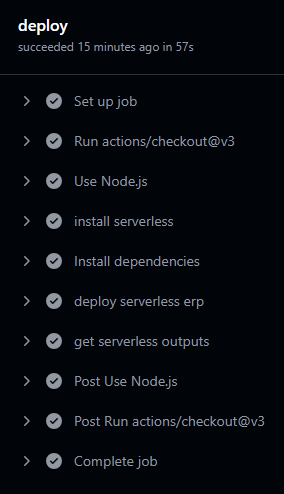 deploy
succeeded 15 minutes ago in 57s
Set up job
Run actions/checkout@v3
Use Node.js
install serverless
Install dependencies
deploy serverless erp
get serverless outputs
Post Use Node.js
Post Run actions/checkout@v3
Complete job